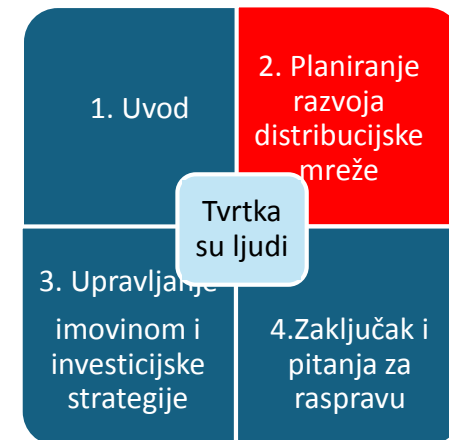 1. Uvod
2. Planiranje
razvoja
distribucijske
mreže
Tvrtka
su ljudi
3. Upravljanje
imovinom i
investicijske
strategije
4.Zaključak i
pitanja za
raspravu